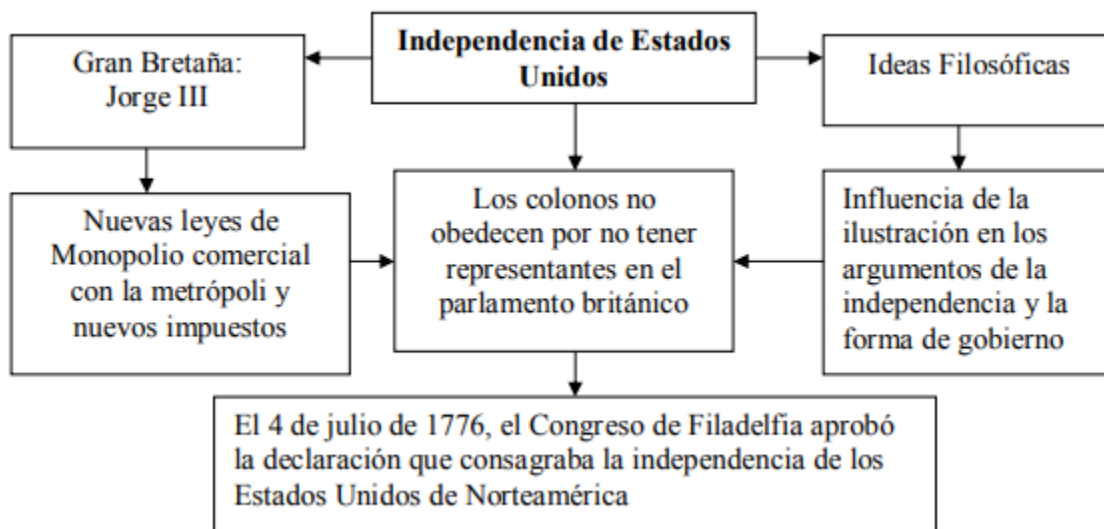 Gran Bretaña:
Jorge III
Independencia de Estados
Unidos
Ideas Filosóficas
Nuevas leyes de
Monopolio comercial
con la metrópoli y
nuevos impuestos
Los colonos no
obedecen por no tener
representantes en el
parlamento británico
Influencia de la
ilustración en los
argumentos de la
independencia y la
forma de gobierno
El 4 de julio de 1776, el Congreso de Filadelfia aprobó
la declaración que consagraba la independencia de los
Estados Unidos de Norteamérica